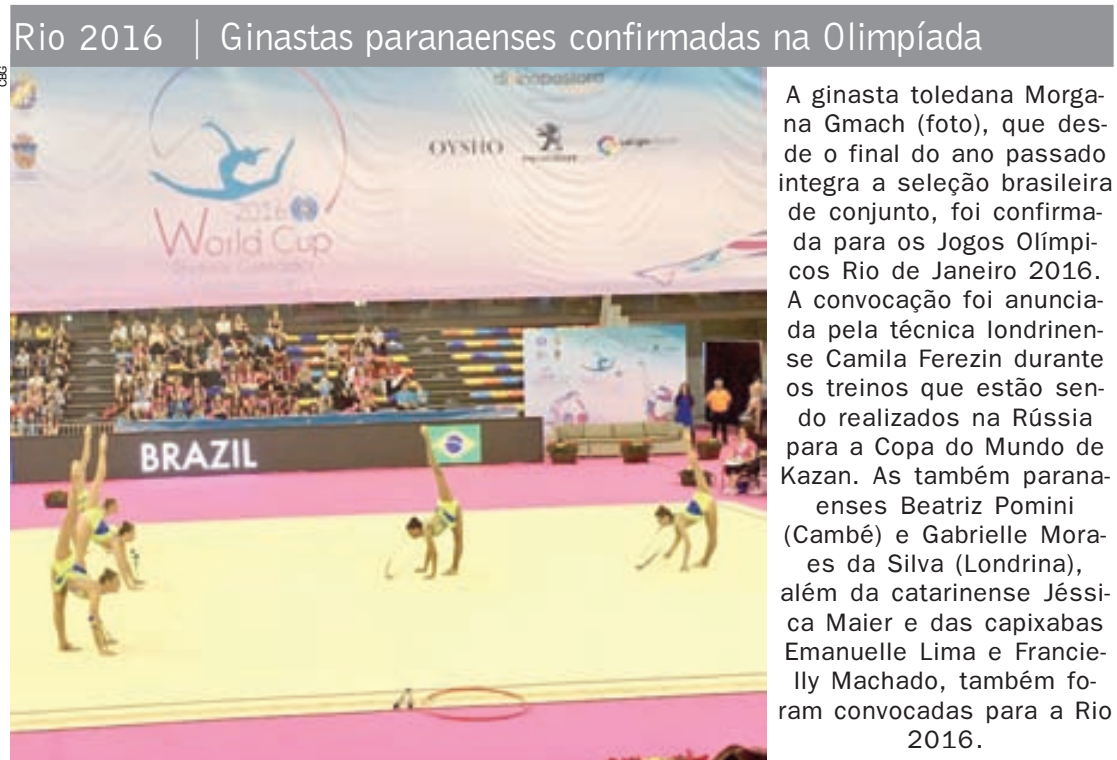 Rio 2016 | Ginastas paranaenses confirmadas na Olimpíada
CBG
2016
World Cup
OYSHO
BRAZIL
A ginasta toledana Morga-
na Gmach (foto), que des-
de o final do ano passado
integra a seleção brasileira
de conjunto, foi confirma-
da para os Jogos Olímpi-
cos Rio de Janeiro 2016.
A convocação foi anuncia-
da pela técnica londrinen-
se Camila Ferezin durante
os treinos que estão sen-
do realizados na Rússia
para a Copa do Mundo de
Kazan. As também parana-
enses Beatriz Pomini
(Cambé) e Gabrielle Mora-
es da Silva (Londrina),
além da catarinense Jéssi-
ca Maier e das capixabas
Emanuelle Lima e Francie-
lly Machado, também fo-
ram convocadas para a Rio
2016.